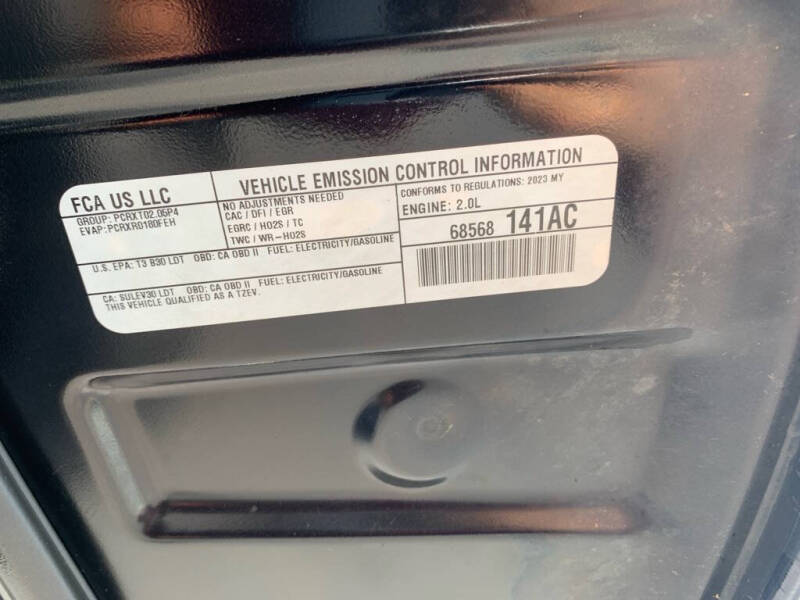 FCA US LLC
GROUP: PCRXT02.05P4
EVAP:PCRXR0180FEH
VEHICLE EMISSION CONTROL INFORMATION
NO ADJUSTMENTS NEEDED
CAC / DFI / EGR
EGRC / HO2S / TC
TWC / WR-HO2S
CONFORMS TO REGULATIONS: 2023 MY
ENGINE: 2.0L
68568 141AC
U.S. EPA: T3 B30 LDT OBD: CA OBD II FUEL: ELECTRICITY/GASOLINE
CA: SULEV30 LDT OBD: CA OBD II FUEL: ELECTRICITY/GASOLINE
THIS VEHICLE QUALIFIED AS A TZEV.